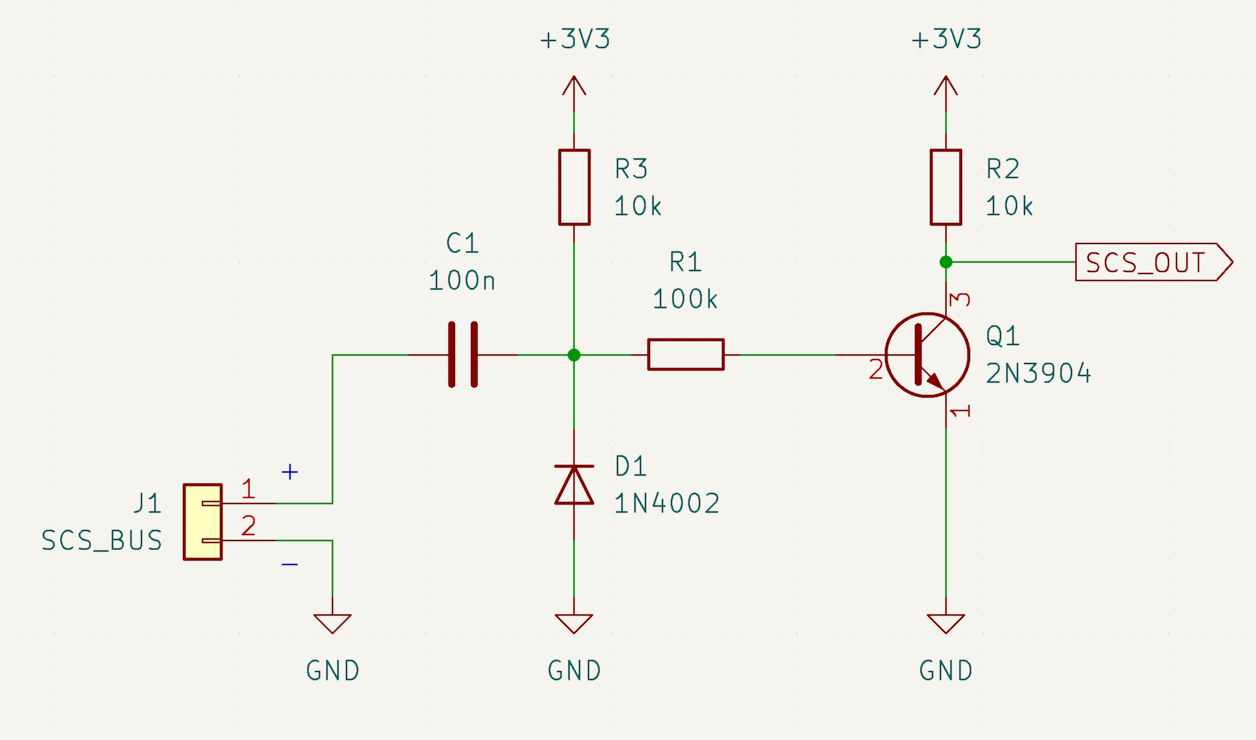 +3V3
+3V3
R3
10k
R2
10k
C1
100n
R1
100k
SCS_OUT
3
Q1
2N3904
2
1
+
D1
1N4002
J1
SCS_BUS
1
2
−
GND
GND
GND